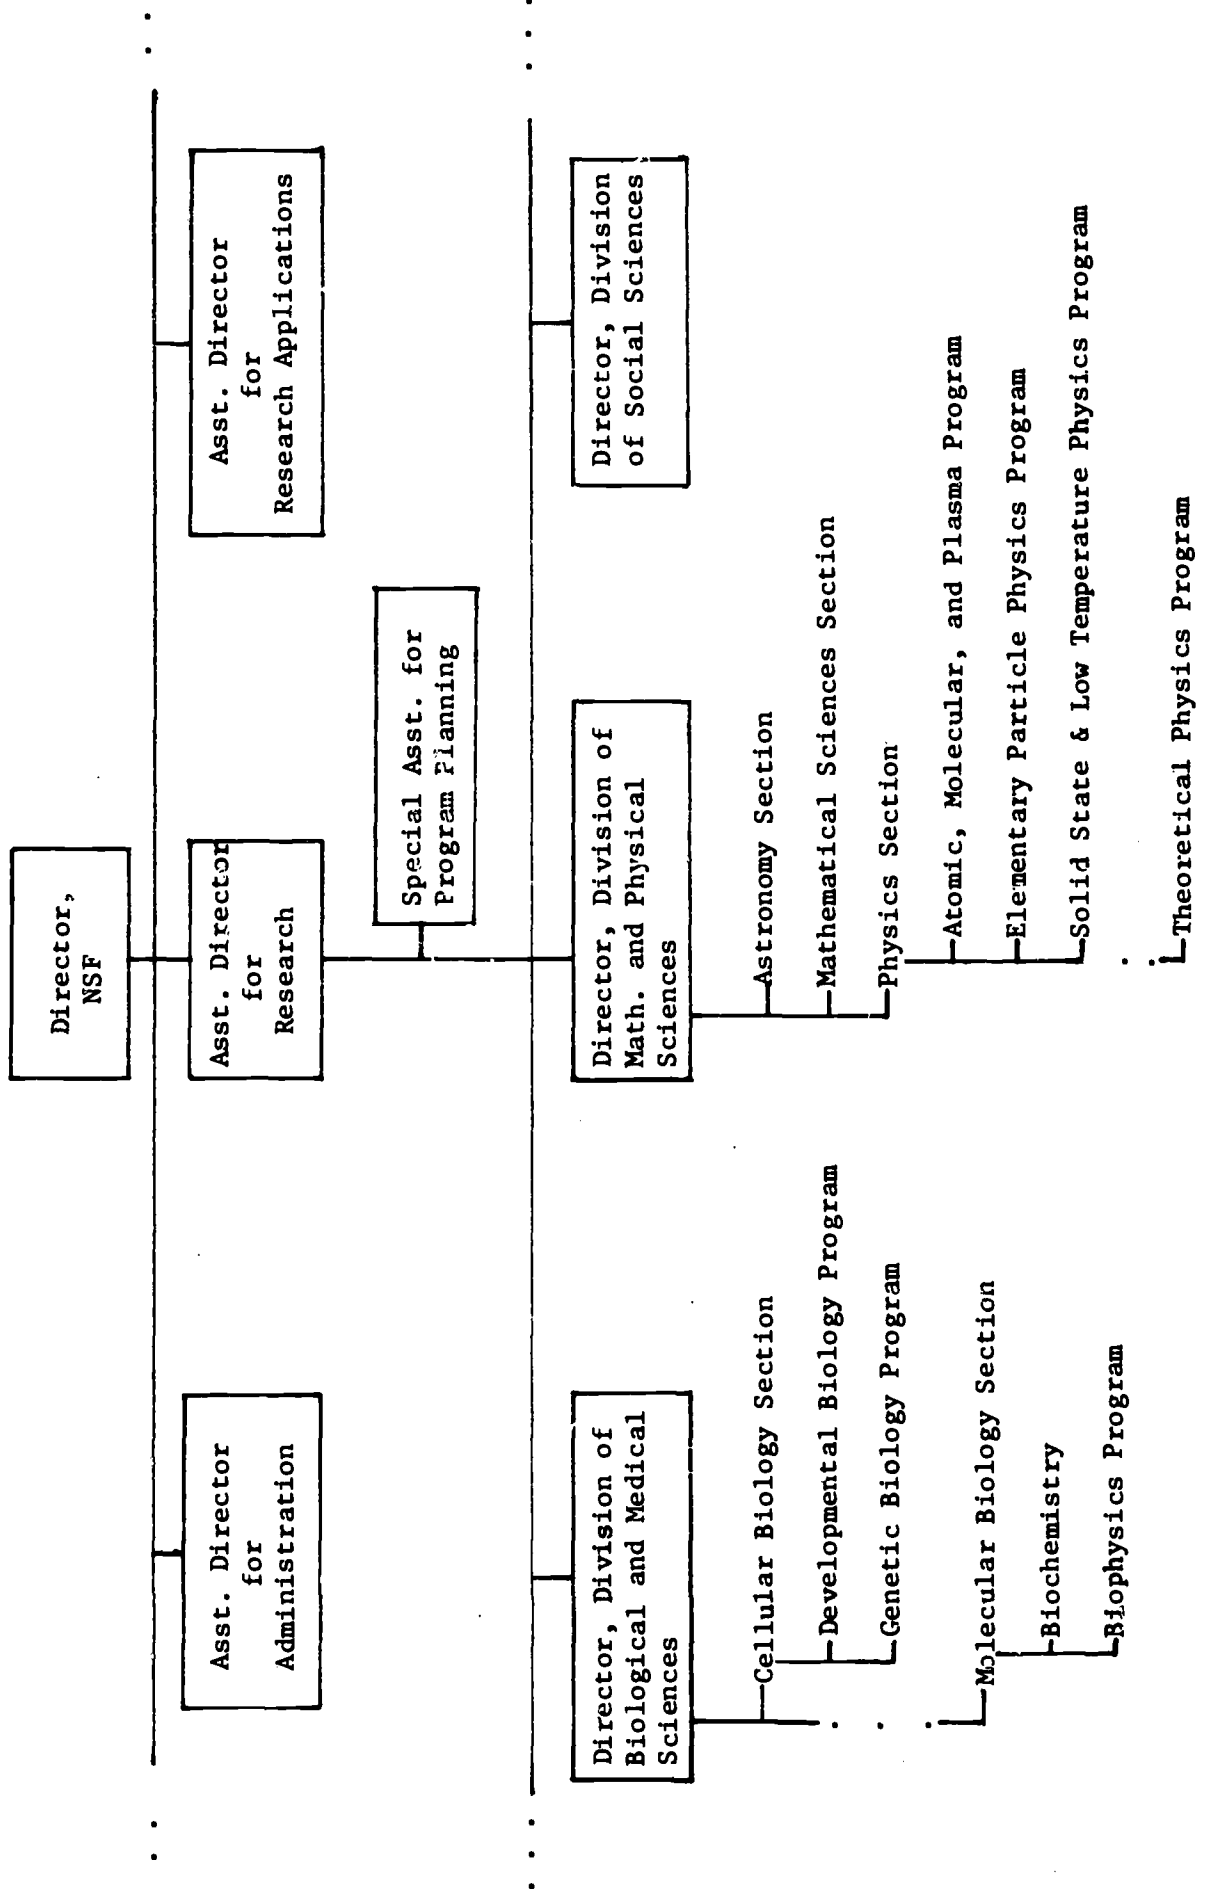 Director,
NSF
Asst. Director
for
Administration
Asst. Director
for
Research
Asst. Director
for
Research Applications
Special Asst. for
Program Planning
Director, Division of
Biological and Medical
Sciences
Cellular Biology Section
Developmental Biology Program
Genetic Biology Program
Molecular Biology Section
Biochemistry
Biophysics Program
Director, Division of
Math. and Physical
Sciences
Astronomy Section
Mathematical Sciences Section
Physics Section
Atomic, Molecular, and Plasma Program
Elementary Particle Physics Program
Solid State & Low Temperature Physics Program
Theoretical Physics Program
Director, Division
of Social Sciences